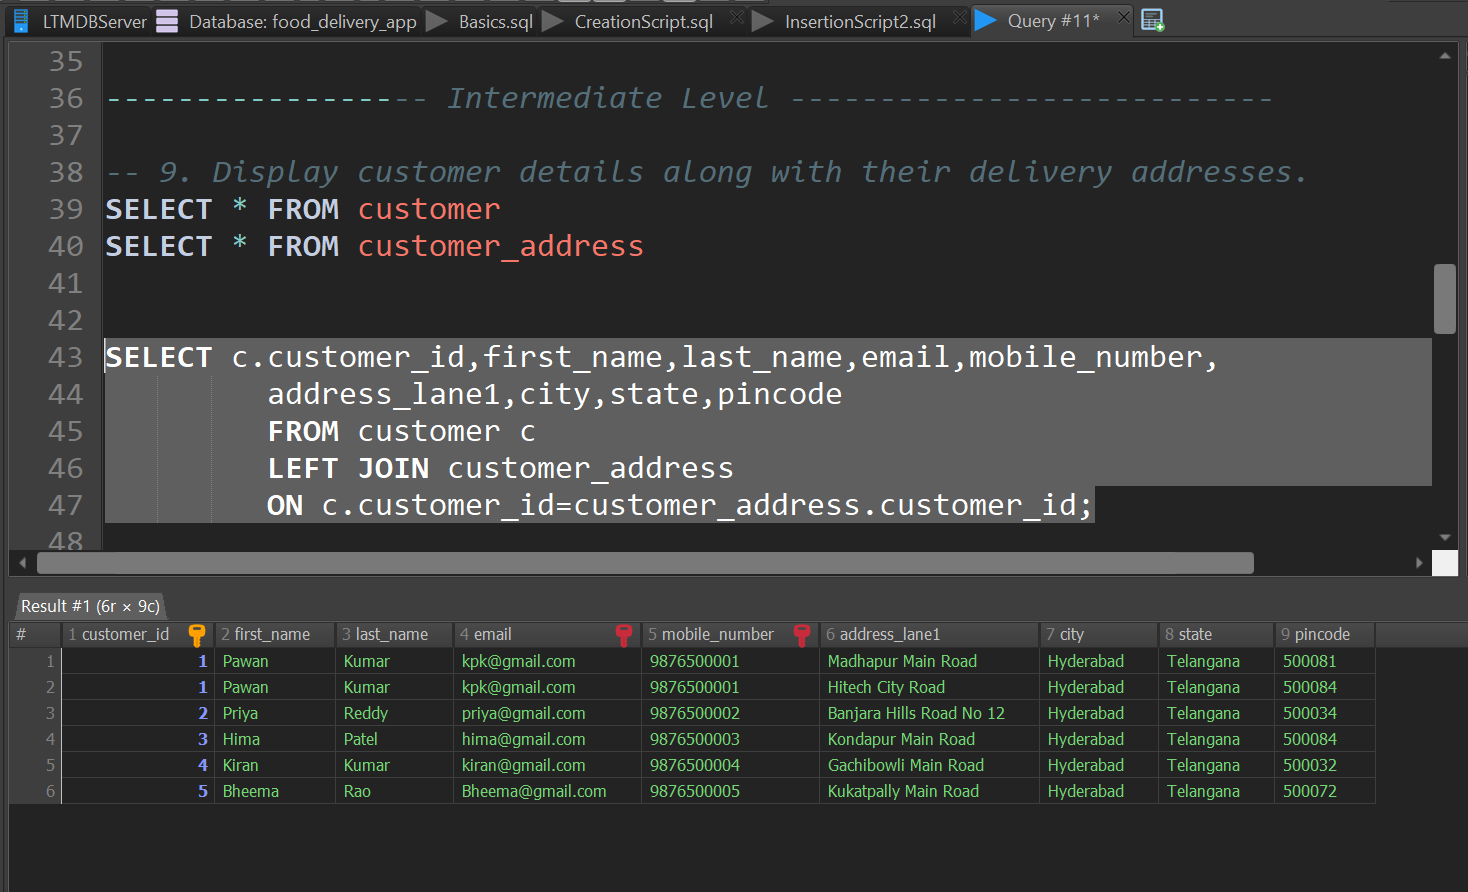 LTMDBServer Database: food_delivery_app Basics.sql CreationScript.sql InsertionScript2.sql Query #11*
35
36 ------------------ Intermediate Level ---------------------------
37
38 -- 9. Display customer details along with their delivery addresses.
39 SELECT * FROM customer
40 SELECT * FROM customer_address
41
42
43 SELECT c.customer_id,first_name,last_name,email,mobile_number,
44 address_lane1,city,state,pincode
45 FROM customer c
46 LEFT JOIN customer_address
47 ON c.customer_id=customer_address.customer_id;
48
Result #1 (6r × 9c)
# 1 customer_id 2 first_name 3 last_name 4 email 5 mobile_number 6 address_lane1 7 city 8 state 9 pincode
1 1 Pawan Kumar kpk@gmail.com 9876500001 Madhapur Main Road Hyderabad Telangana 500081
2 1 Pawan Kumar kpk@gmail.com 9876500001 Hitech City Road Hyderabad Telangana 500084
3 2 Priya Reddy priya@gmail.com 9876500002 Banjara Hills Road No 12 Hyderabad Telangana 500034
4 3 Hima Patel hima@gmail.com 9876500003 Kondapur Main Road Hyderabad Telangana 500084
5 4 Kiran Kumar kiran@gmail.com 9876500004 Gachibowli Main Road Hyderabad Telangana 500032
6 5 Bheema Rao Bheema@gmail.com 9876500005 Kukatpally Main Road Hyderabad Telangana 500072